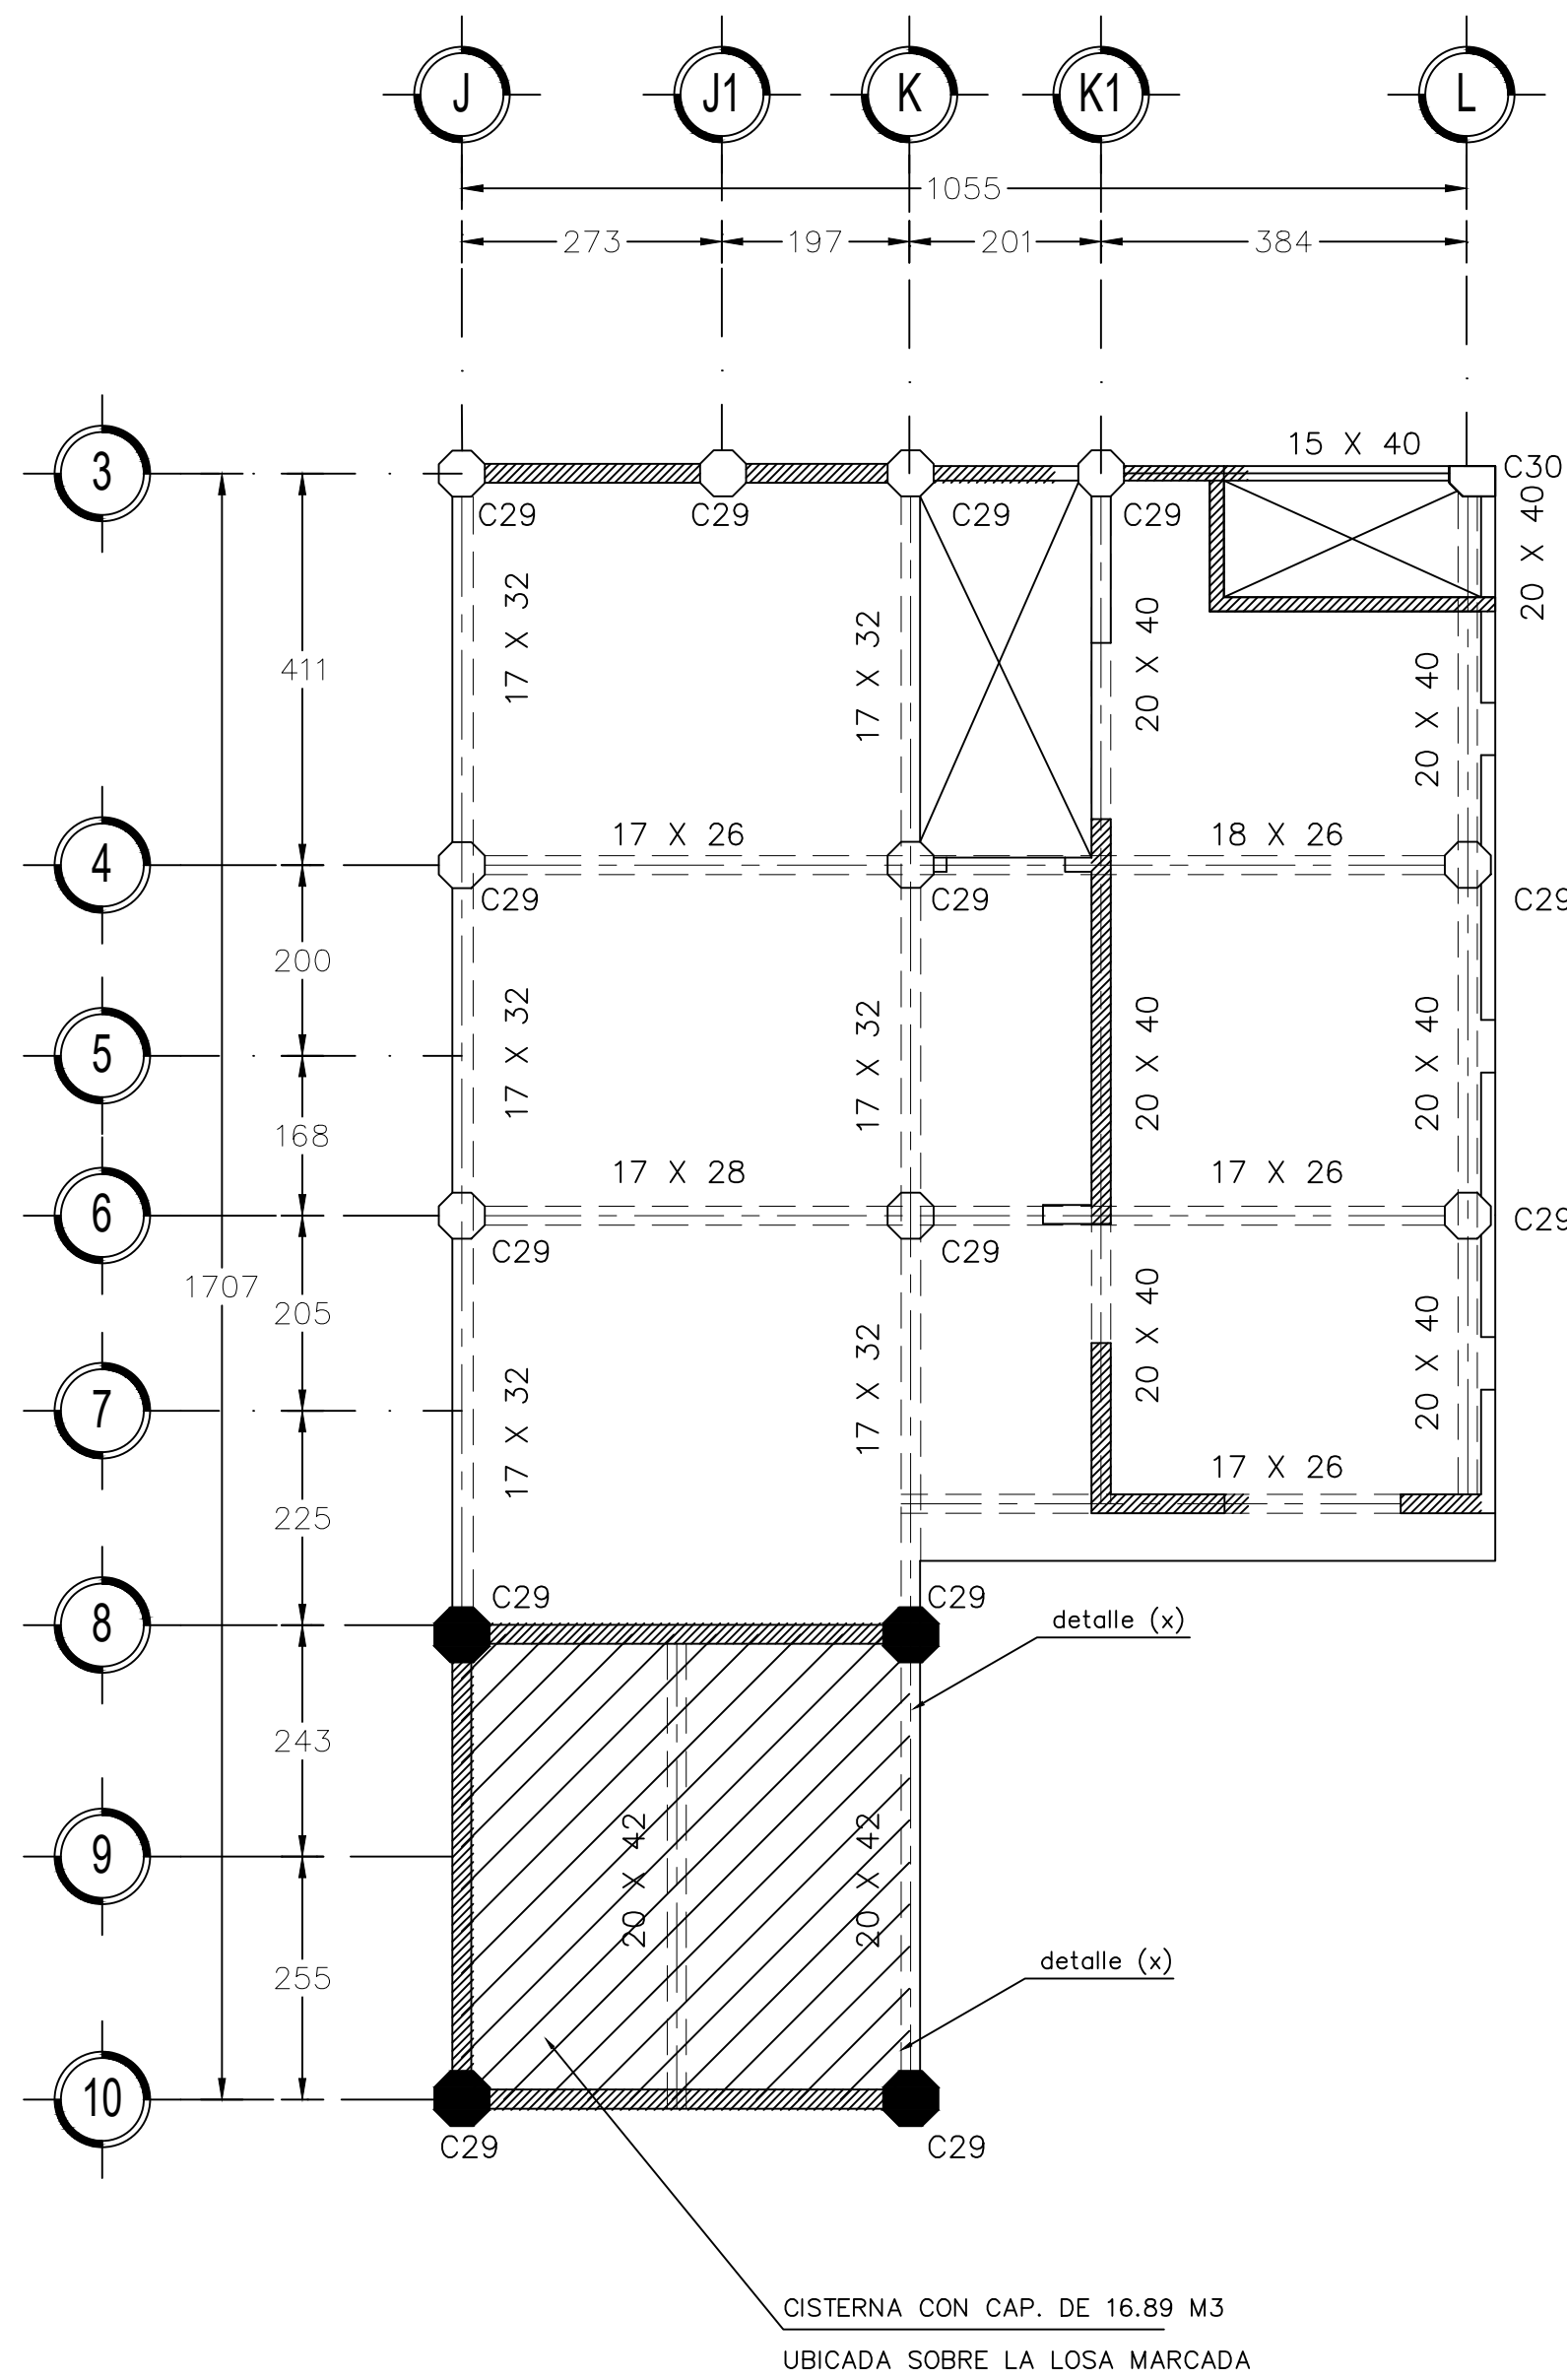 J J1 K K1 L
1055
273 197 201 384
15 X 40
3 C30
C29 C29 C29 C29
20 X 40
17 X 32
17 X 32
20 X 40
20 X 40
411
17 X 26 18 X 26
4
C29 C29 C29
200
17 X 32
17 X 32
20 X 40
20 X 40
5
168
17 X 28 17 X 26
6
C29 C29 C29
1707
205
17 X 32
17 X 32
20 X 40
20 X 40
7
17 X 26
225
C29 C29
8
detalle (x)
243
20 X 42
20 X 42
9
detalle (x)
255
10
C29 C29
CISTERNA CON CAP. DE 16.89 M3
UBICADA SOBRE LA LOSA MARCADA